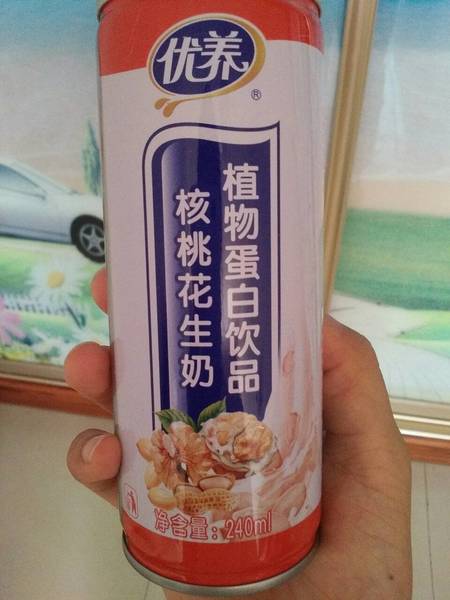 优养
®
植物蛋白饮品
核桃花生奶
净含量：240ml